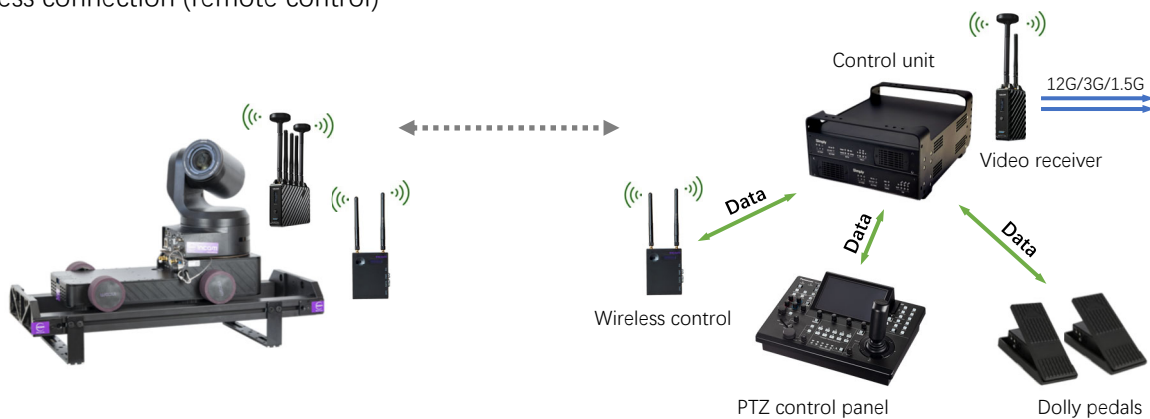 ess connection (remote control)
Control unit
12G/3G/1.5G
Video receiver
Data
Data
Data
Wireless control
PTZ control panel
Dolly pedals